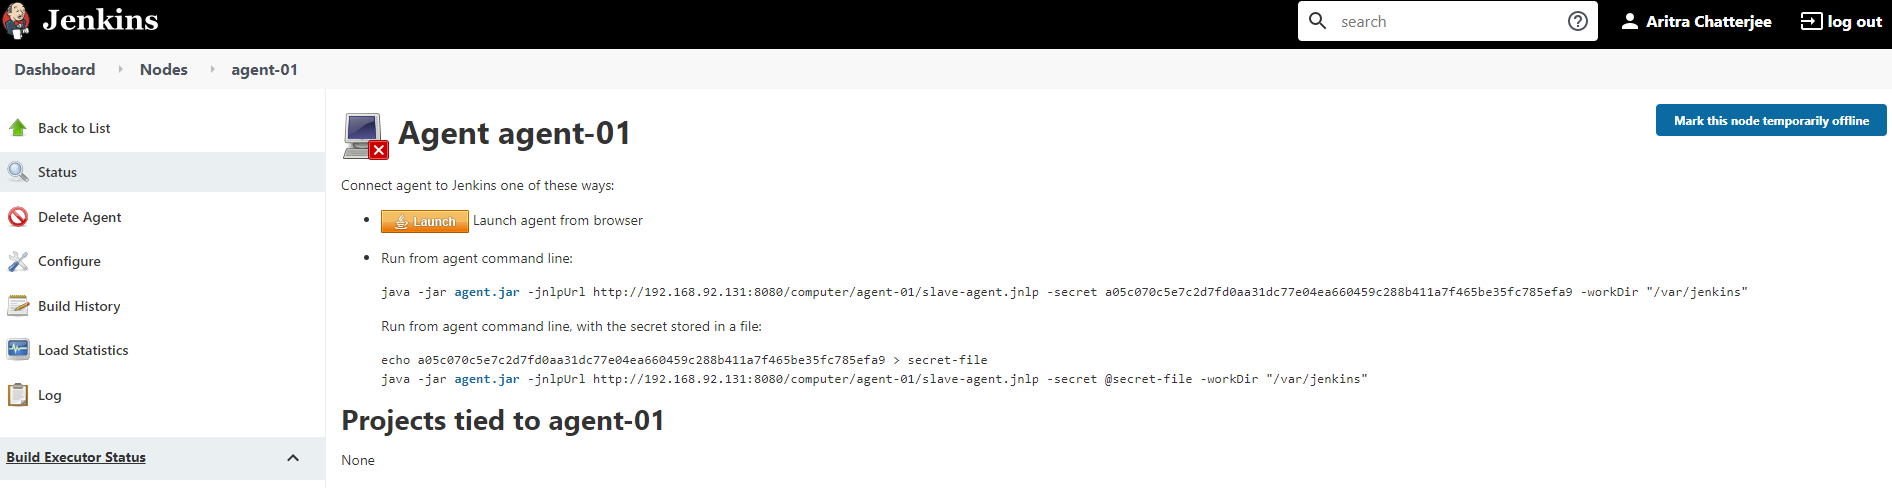 Jenkins
search
Aritra Chatterjee
log out
Dashboard
Nodes
agent-01
Back to List
Status
Delete Agent
Configure
Build History
Load Statistics
Log
Build Executor Status
Agent agent-01
Mark this node temporarily offline
Connect agent to Jenkins one of these ways:
Launch Launch agent from browser
Run from agent command line:
java -jar agent.jar -jnlpUrl http://192.168.92.131:8080/computer/agent-01/slave-agent.jnlp -secret a05c070c5e7c2d7fd0aa31dc77e04ea660459c288b411a7f465be35fc785efa9 -workDir "/var/jenkins"
Run from agent command line, with the secret stored in a file:
echo a05c070c5e7c2d7fd0aa31dc77e04ea660459c288b411a7f465be35fc785efa9 > secret-file
java -jar agent.jar -jnlpUrl http://192.168.92.131:8080/computer/agent-01/slave-agent.jnlp -secret @secret-file -workDir "/var/jenkins"
Projects tied to agent-01
None